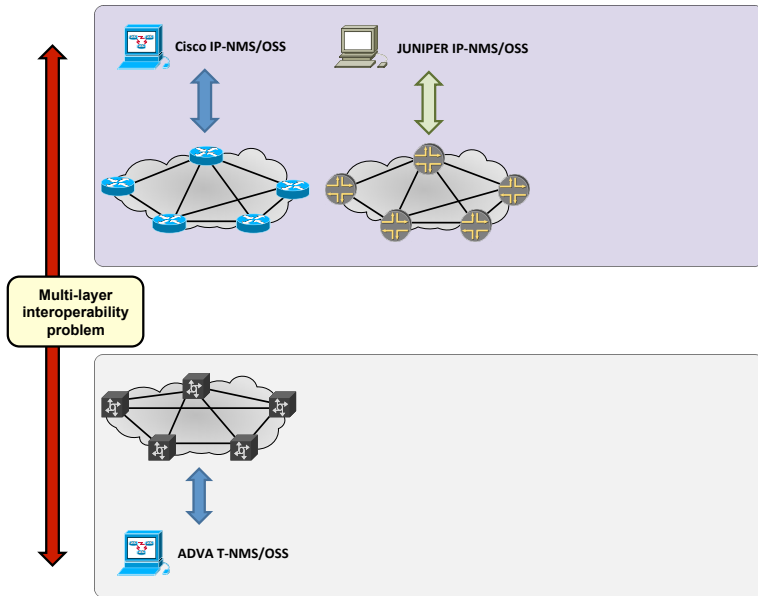 Cisco IP-NMS/OSS
JUNIPER IP-NMS/OSS
Multi-layer
interoperability
problem
ADVA T-NMS/OSS